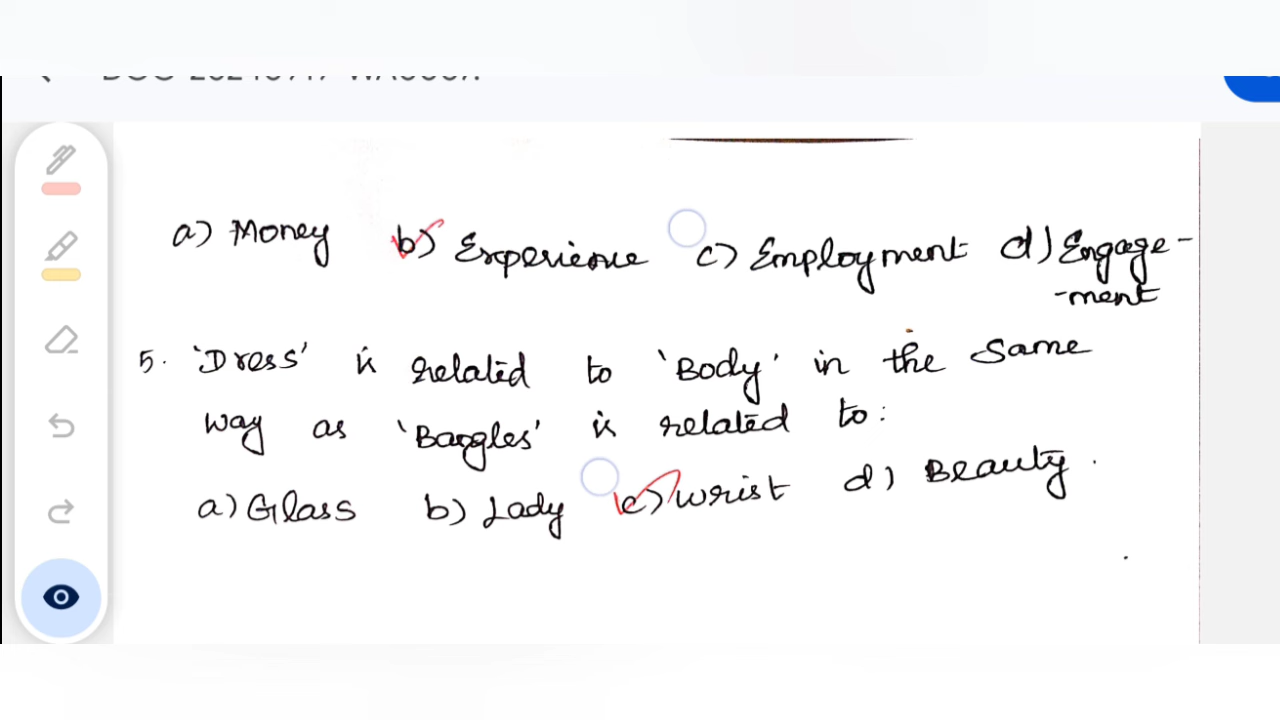 a) Money b) Experience c) Employment d) Engage-
-ment
5. 'Dress' is related to 'Body' in the same
way as 'Bangles' is related to:
a) Glass b) Lady c) wrist d) Beauty.